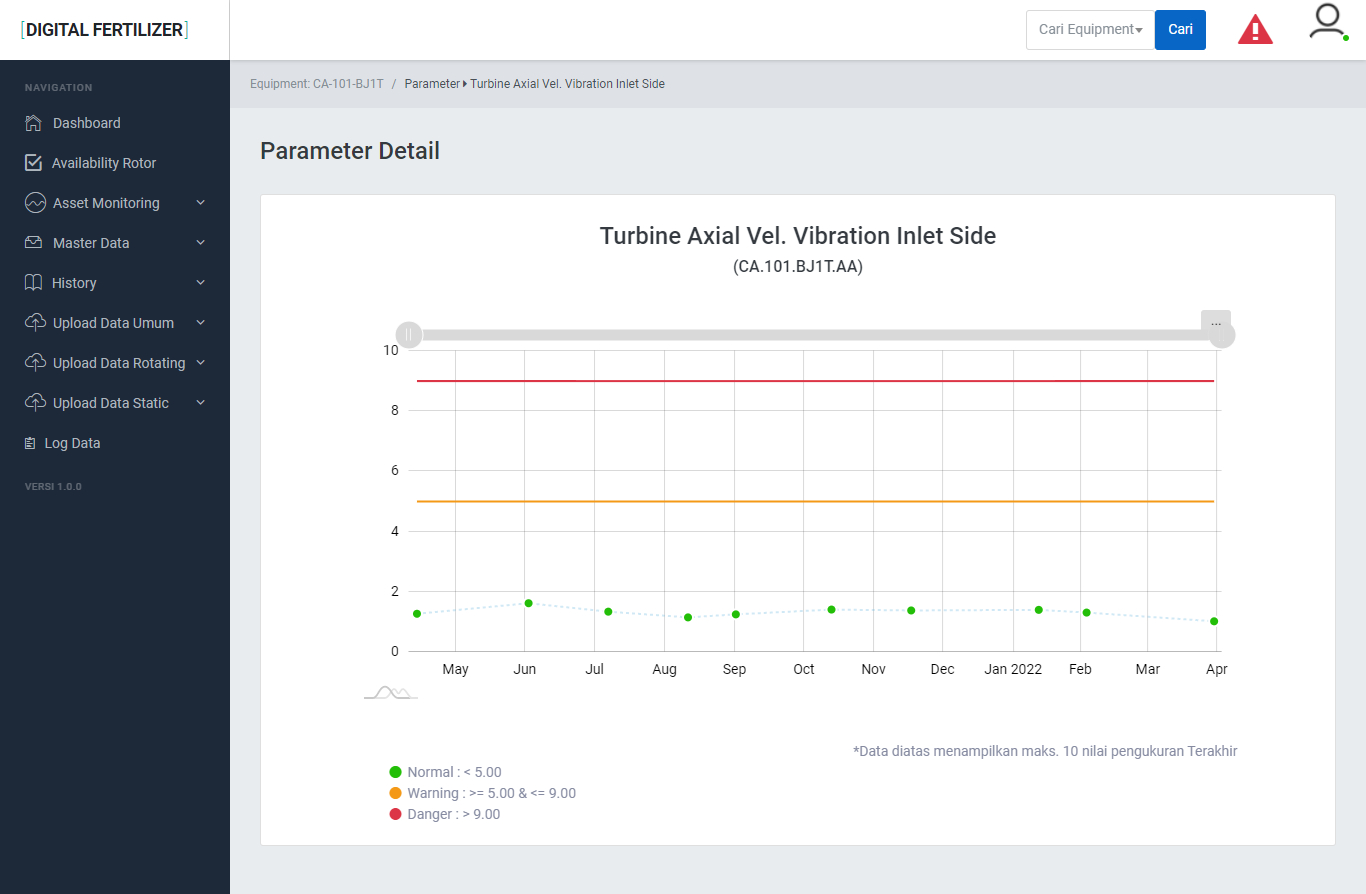 [DIGITAL FERTILIZER]
Cari Equipment
Cari
NAVIGATION
Dashboard
Availability Rotor
Asset Monitoring
Master Data
History
Upload Data Umum
Upload Data Rotating
Upload Data Static
Log Data
VERSI 1.0.0
Equipment: CA-101-BJ1T / Parameter Turbine Axial Vel. Vibration Inlet Side
Parameter Detail
Turbine Axial Vel. Vibration Inlet Side
(CA.101.BJ1T.AA)
...
10
8
6
4
2
0
May Jun Jul Aug Sep Oct Nov Dec Jan 2022 Feb Mar Apr
*Data diatas menampilkan maks. 10 nilai pengukuran Terakhir
Normal : < 5.00
Warning : >= 5.00 & <= 9.00
Danger : > 9.00